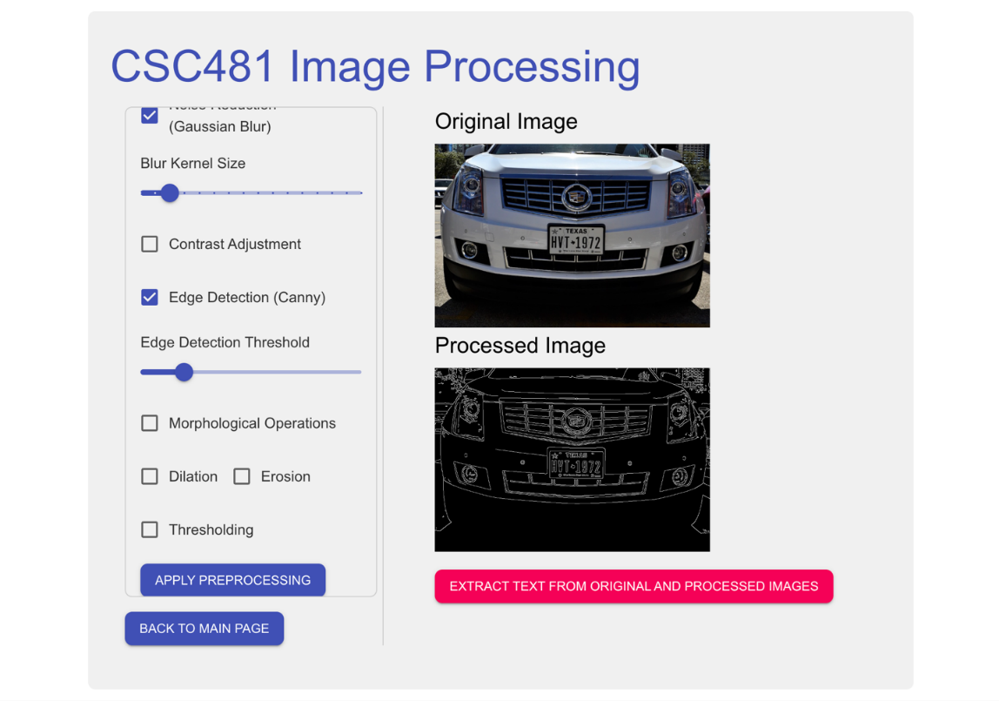 CSC481 Image Processing
Noise Reduction
(Gaussian Blur)
Blur Kernel Size
Contrast Adjustment
Edge Detection (Canny)
Edge Detection Threshold
Morphological Operations
Dilation
Erosion
Thresholding
APPLY PREPROCESSING
BACK TO MAIN PAGE
Original Image
TEXAS
HVT★1972
Processed Image
TEXAS
HVT★1972
EXTRACT TEXT FROM ORIGINAL AND PROCESSED IMAGES